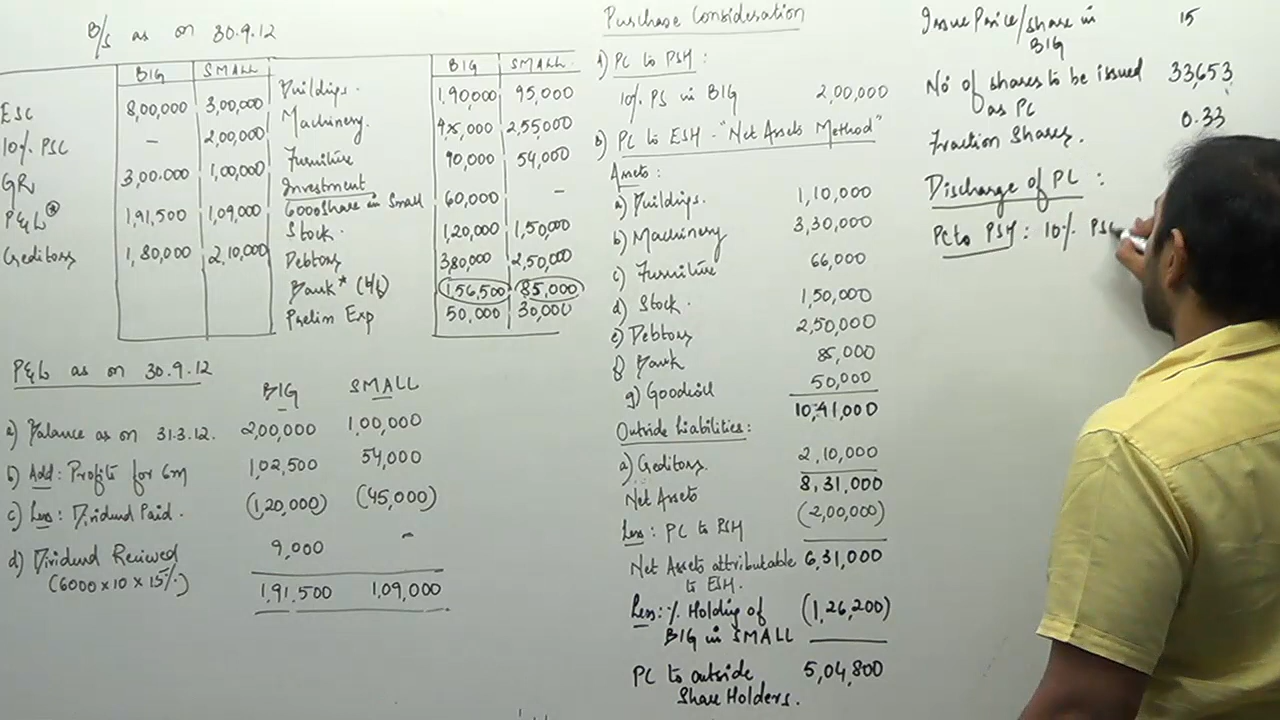 B/S as on 30.9.12
BIG SMALL BIG SMALL
ESC 8,00,000 3,00,000 Buildings. 1,90,000 95,000
10% PSC - 2,00,000 Machinery. 4,75,000 2,55,000
GR 3,00,000 1,00,000 Furniture 90,000 54,000
P&L* 1,91,500 1,09,000 Investment
6000 Share in Small 60,000 -
Creditors 1,80,000 2,10,000 Stock. 1,20,000 1,50,000
Debtors 3,80,000 2,50,000
Bank* (b/f) 1,56,500 85,000
Prelim Exp 50,000 30,000
P&L as on 30.9.12
BIG SMALL
a) Balance as on 31.3.12. 2,00,000 1,00,000
b) Add: Profits for 6m 1,02,500 54,000
c) Less: Dividend Paid. (1,20,000) (45,000)
d) Dividend Received 9,000 -
(6000 x 10 x 15%)
1,91,500 1,09,000
Purchase Consideration
A) PC to PSH:
10% PS in BIG 2,00,000
B) PC to ESH - "Net Assets Method"
Assets:
a) Buildings. 1,10,000
b) Machinery 3,30,000
c) Furniture 66,000
d) Stock. 1,50,000
e) Debtors 2,50,000
f) Bank 85,000
g) Goodwill 50,000
10,41,000
Outside Liabilities:
a) Creditors. 2,10,000
Net Assets 8,31,000
Less: PC to PSH (2,00,000)
Net Assets attributable 6,31,000
to ESH.
Less: % Holding of (1,26,200)
BIG in SMALL
PC to outside 5,04,800
Share Holders.
Issue Price/share in 15
BIG
No of shares to be issued 33,653
as PC
Fraction Shares. 0.33
Discharge of PC:
PC to PSH: 10% PSC